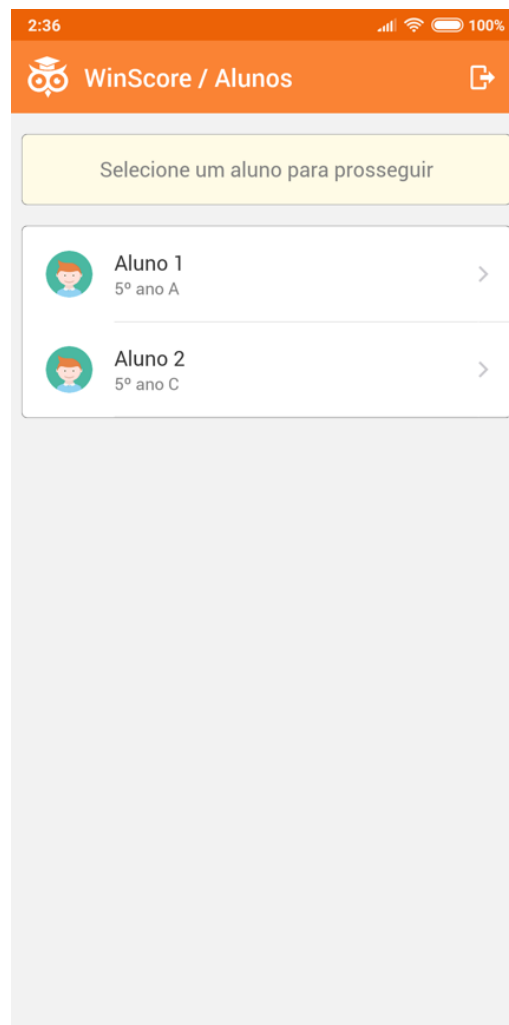 2:36 100%
WinScore / Alunos
Selecione um aluno para prosseguir
Aluno 1
5º ano A
Aluno 2
5º ano C